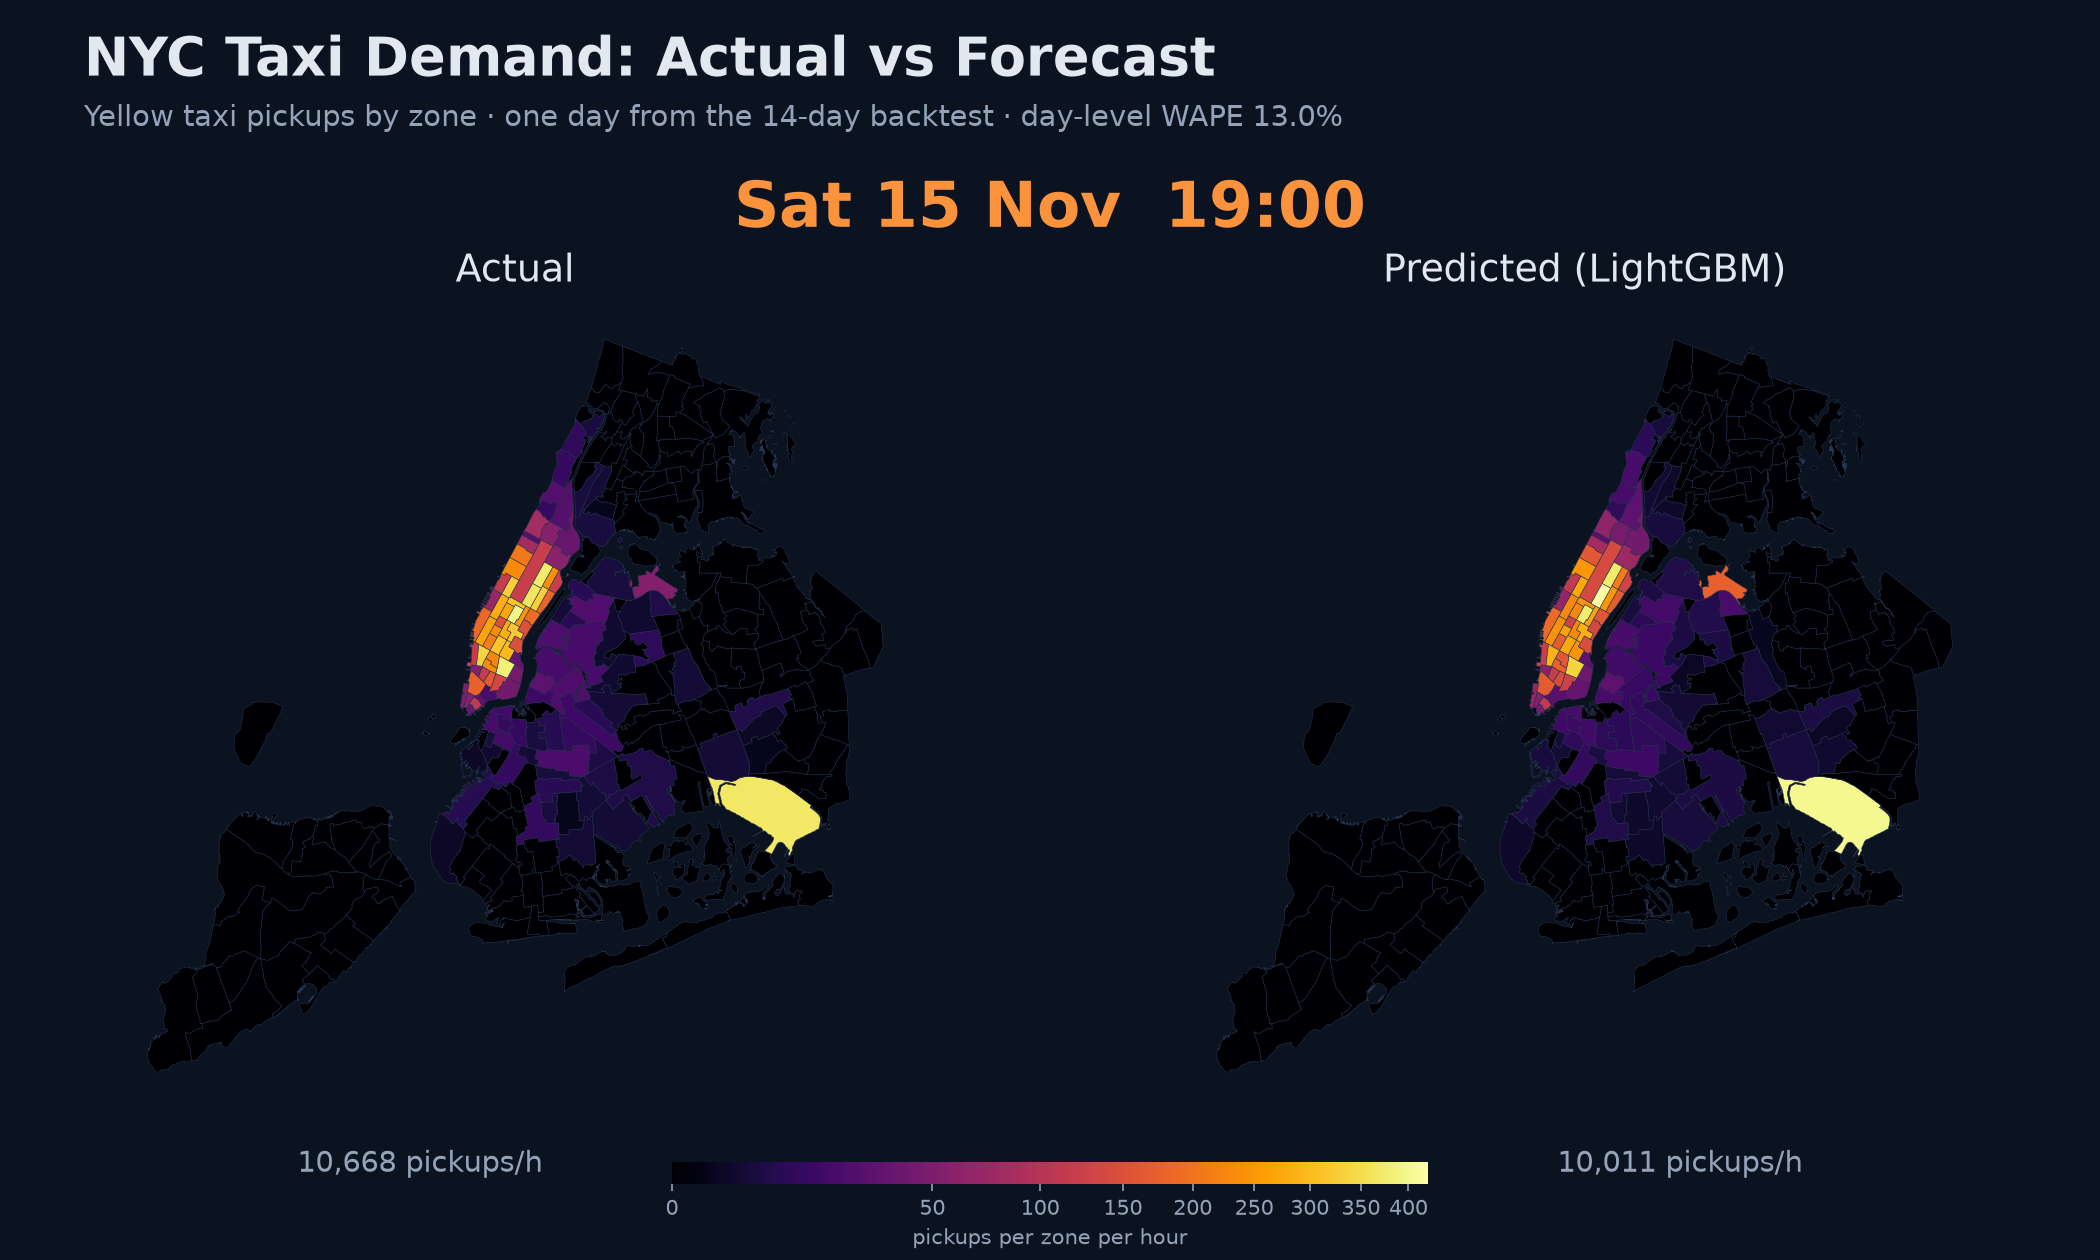 NYC Taxi Demand: Actual vs Forecast
Yellow taxi pickups by zone · one day from the 14-day backtest · day-level WAPE 13.0%
Sat 15 Nov  19:00
Actual
Predicted (LightGBM)
10,668 pickups/h
10,011 pickups/h
0 50 100 150 200 250 300 350 400
pickups per zone per hour